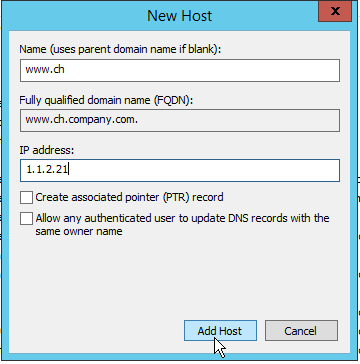 New Host
x
Name (uses parent domain name if blank):
www.ch
Fully qualified domain name (FQDN):
www.ch.company.com.
IP address:
1.1.2.21
Create associated pointer (PTR) record
Allow any authenticated user to update DNS records with the
same owner name
Add Host
Cancel